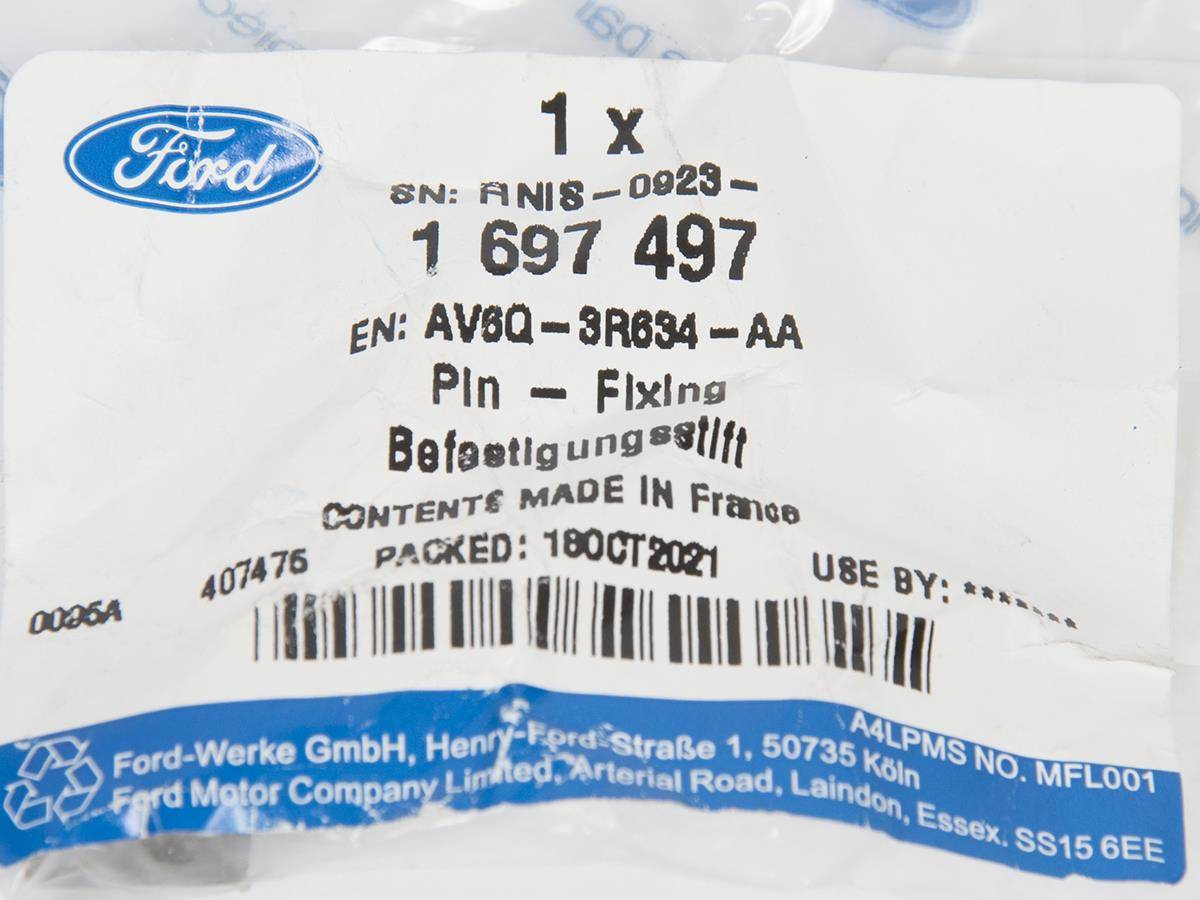 Ford
1 x
SN: ANIS-0923-
1 697 497
EN: AV6Q-3R634-AA
Pin - Fixing
Befestigungsstift
CONTENTS MADE IN France
407476 PACKED: 18OCT2021 USE BY: *******
0095A
A4LPMS NO. MFL001
Ford-Werke GmbH, Henry-Ford-Straße 1, 50735 Köln
Ford Motor Company Limited, Arterial Road, Laindon, Essex. SS15 6EE